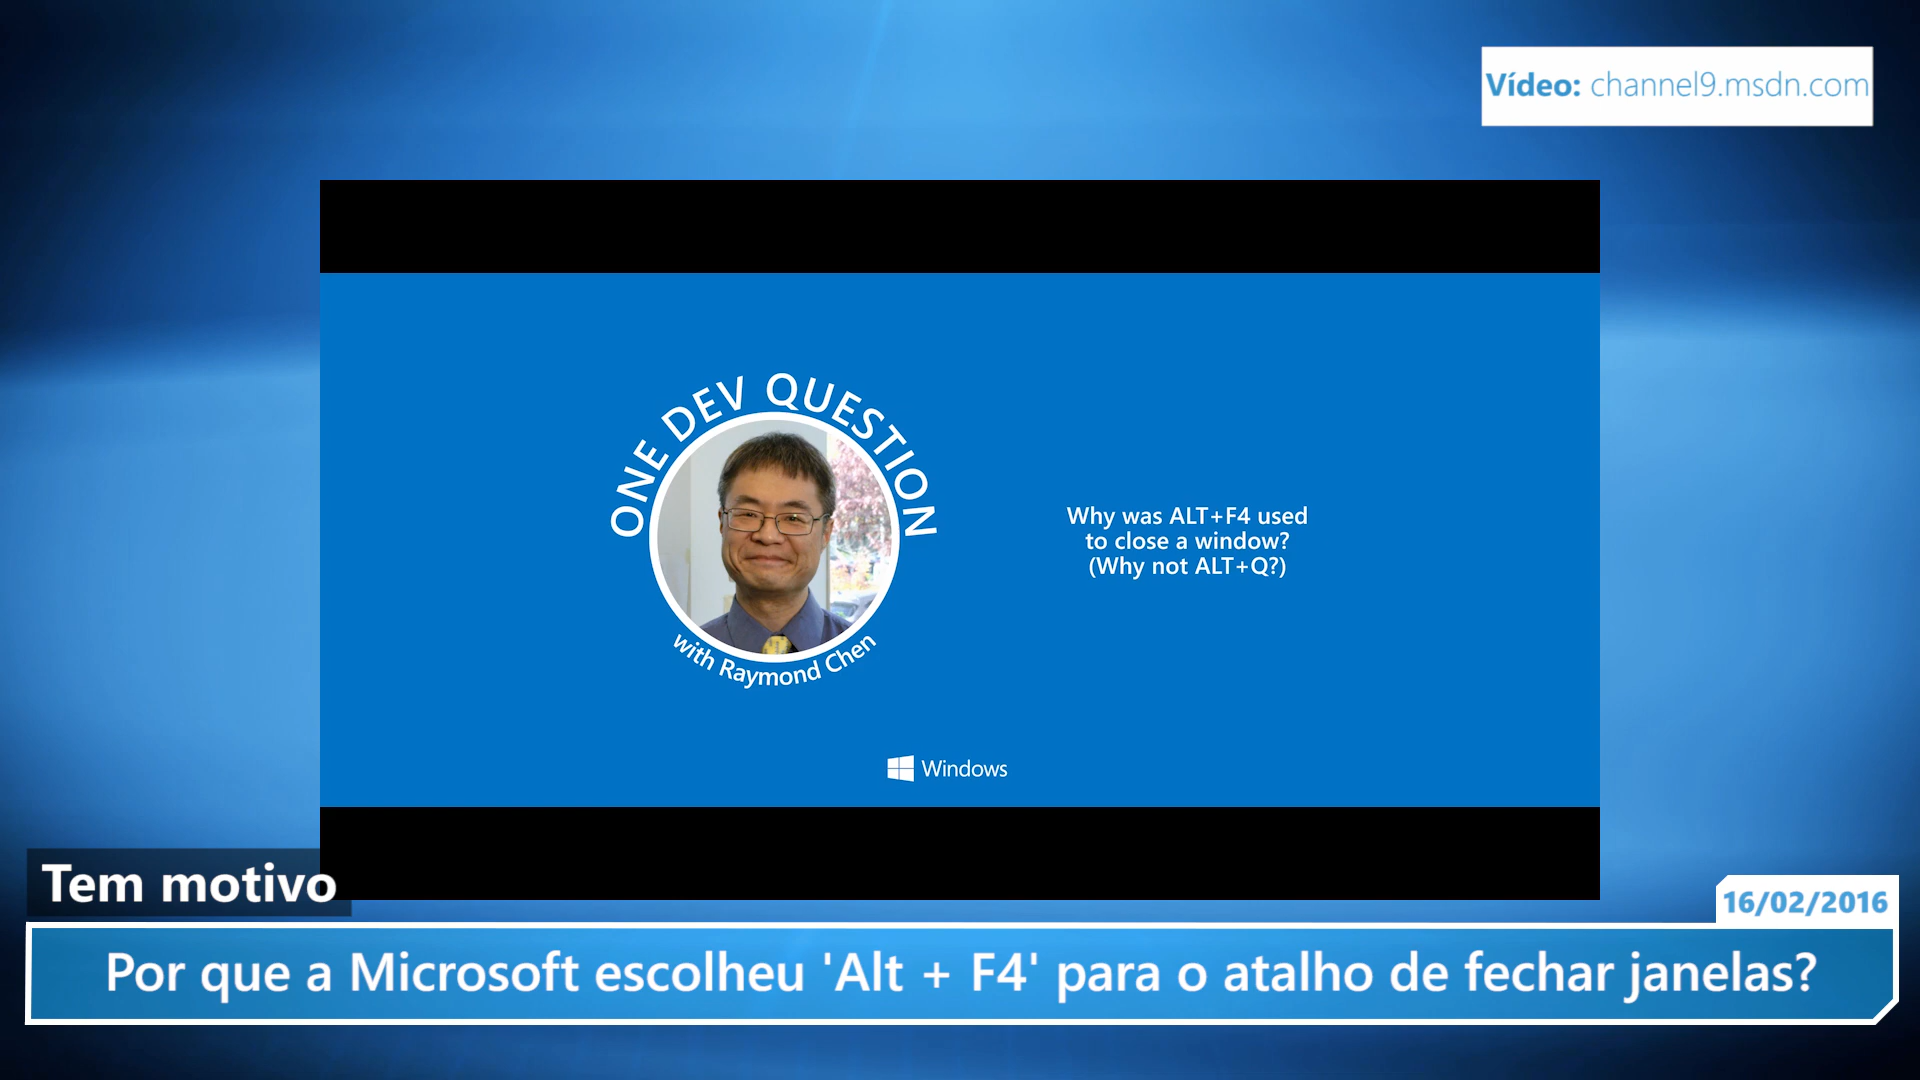 Vídeo: channel9.msdn.com
ONE DEV QUESTION
with Raymond Chen
Why was ALT+F4 used
to close a window?
(Why not ALT+Q?)
Windows
Tem motivo
16/02/2016
Por que a Microsoft escolheu 'Alt + F4' para o atalho de fechar janelas?